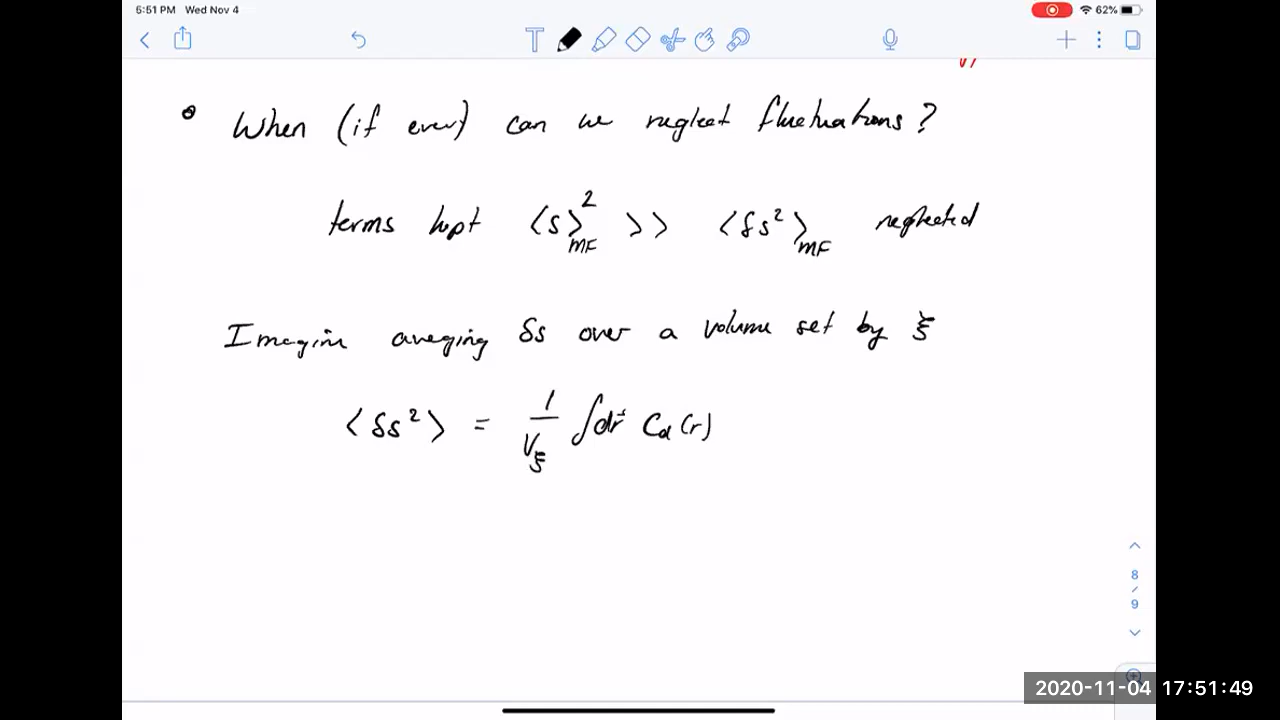 5:51 PM Wed Nov 4
62%
T
When (if ever) can we neglect fluctuations?
terms kept ⟨s⟩²_MF >> ⟨δs²⟩_MF neglected
Imagine averging δs over a volume set by ξ
⟨δs²⟩ = 1/V_ξ ∫dr⃗ C_d(r)
8
/
9
2020-11-04 17:51:49